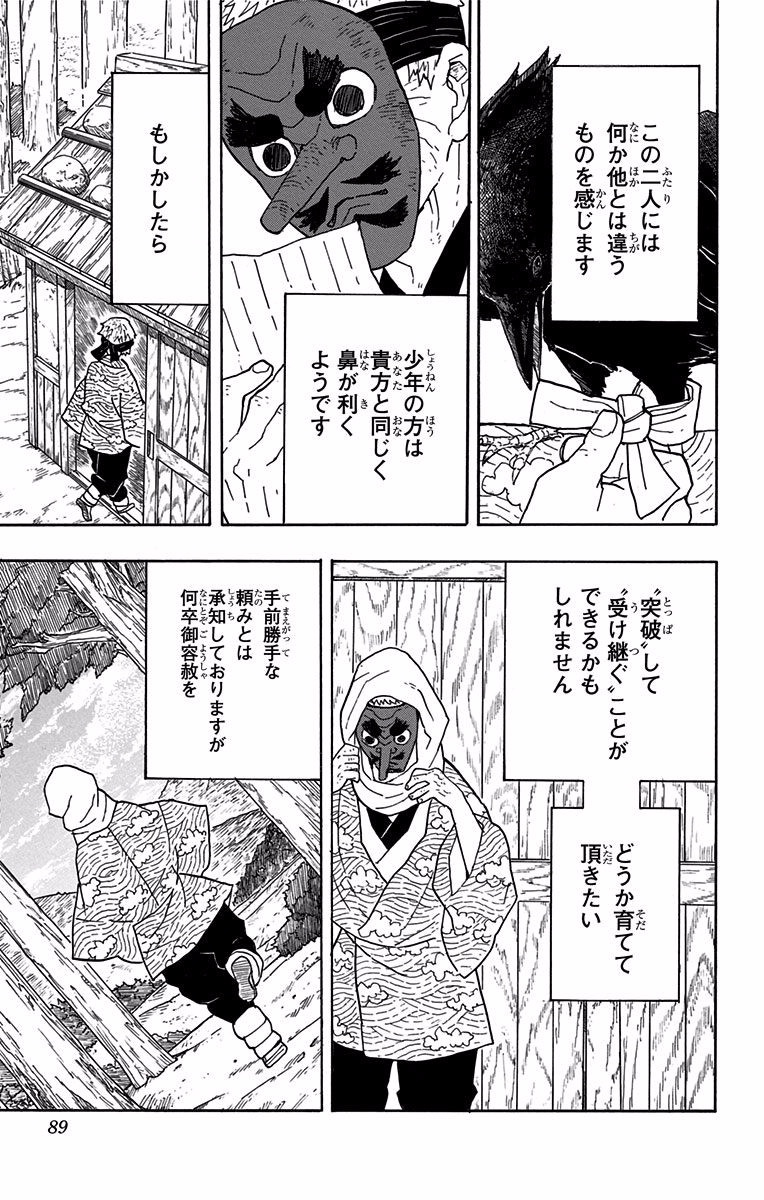 この二人には
何か他とは違う
ものを感じます
少年の方は
貴方と同じく
鼻が利く
ようです
もしかしたら
〝突破〟して
〝受け継ぐ〟ことが
できるかも
しれません
どうか育てて
頂きたい
手前勝手な
頼みとは
承知しておりますが
何卒御容赦を
89